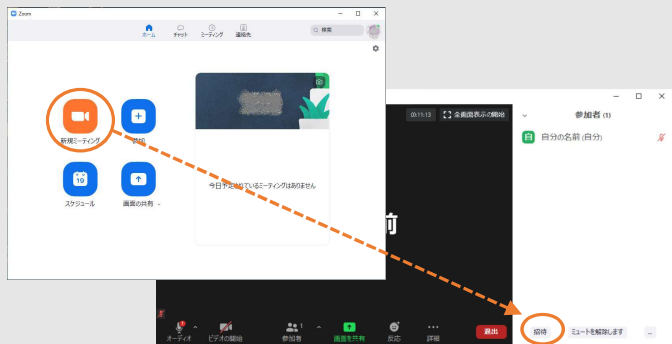 Zoom
ホーム
チャット
ミーティング
連絡先
検索
新規ミーティング
参加
19
スケジュール
画面の共有
今日予定されているミーティングはありません
00:11:13
全画面表示の開始
前
参加者 (1)
自
自分の名前 (自分)
オーディオ
ビデオの開始
1
参加者
画面を共有
反応
詳細
退出
招待
ミュートを解除します
...